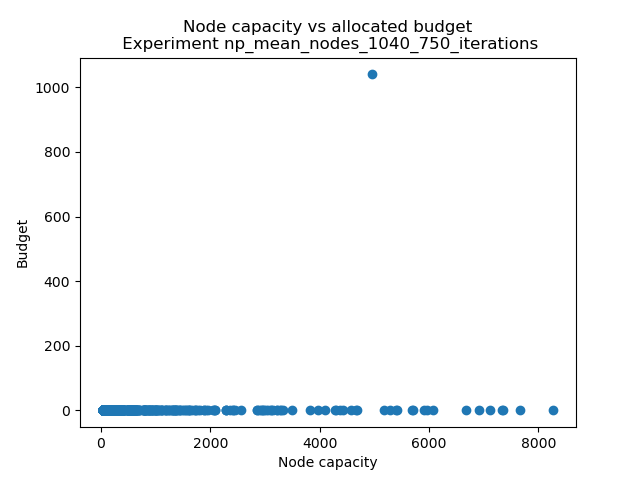 Node capacity vs allocated budget
Experiment np_mean_nodes_1040_750_iterations
1000
800
600
400
200
0
Budget
0 2000 4000 6000 8000
Node capacity